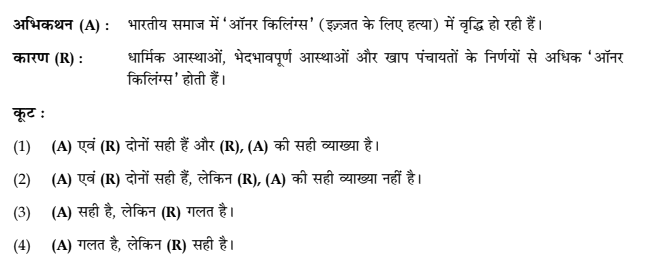 अभिकथन (A) : भारतीय समाज में ‘ऑनर किलिंग्स’ (इज़्ज़त के लिए हत्या) में वृद्धि हो रही हैं।
कारण (R) : धार्मिक आस्थाओं, भेदभावपूर्ण आस्थाओं और खाप पंचायतों के निर्णयों से अधिक ‘ऑनर
किलिंग्स’ होती हैं।
कूट :
(1) (A) एवं (R) दोनों सही हैं और (R), (A) की सही व्याख्या है।
(2) (A) एवं (R) दोनों सही हैं, लेकिन (R), (A) की सही व्याख्या नहीं है।
(3) (A) सही है, लेकिन (R) गलत है।
(4) (A) गलत है, लेकिन (R) सही है।